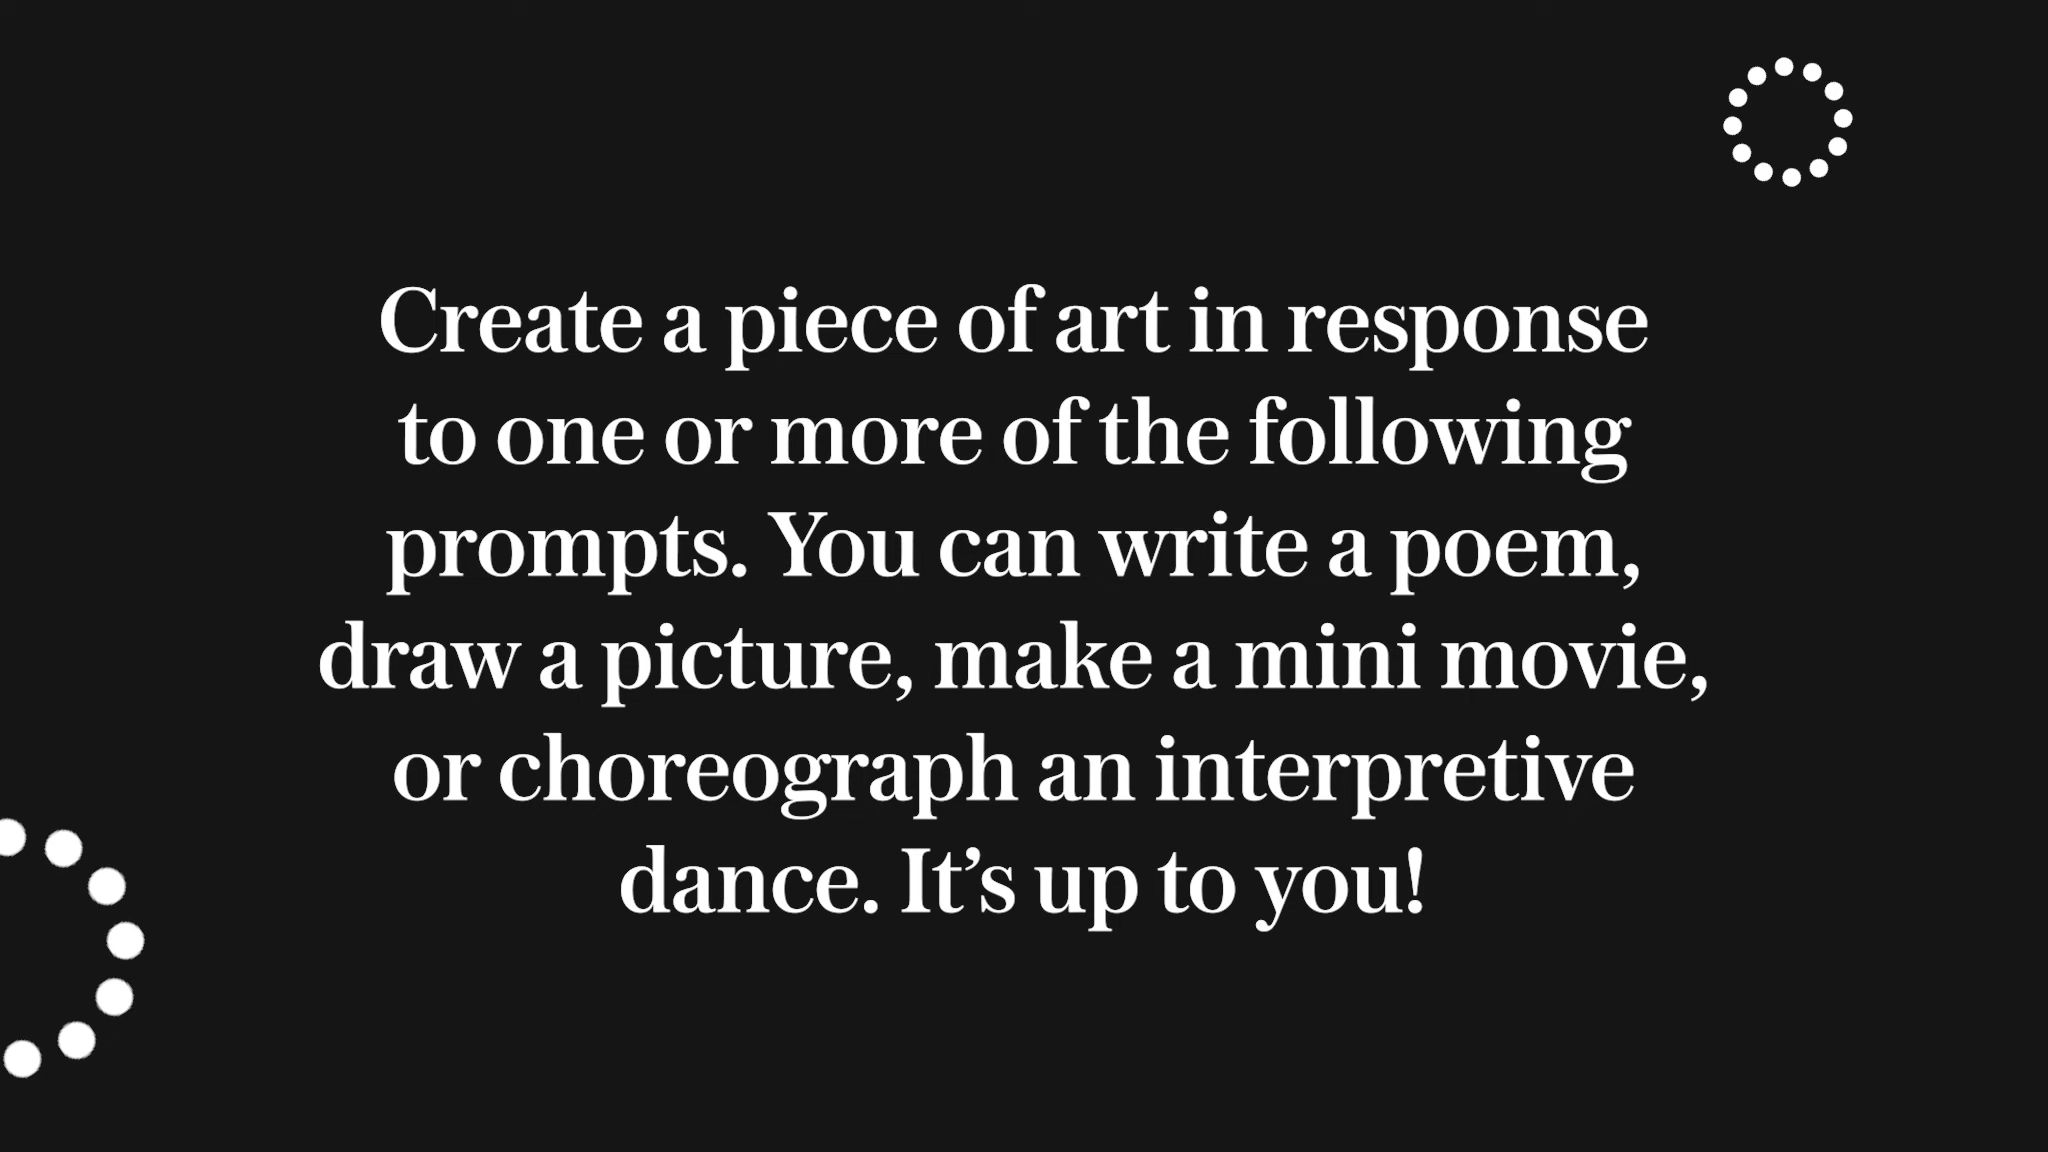 Create a piece of art in response
to one or more of the following
prompts. You can write a poem,
draw a picture, make a mini movie,
or choreograph an interpretive
dance. It’s up to you!